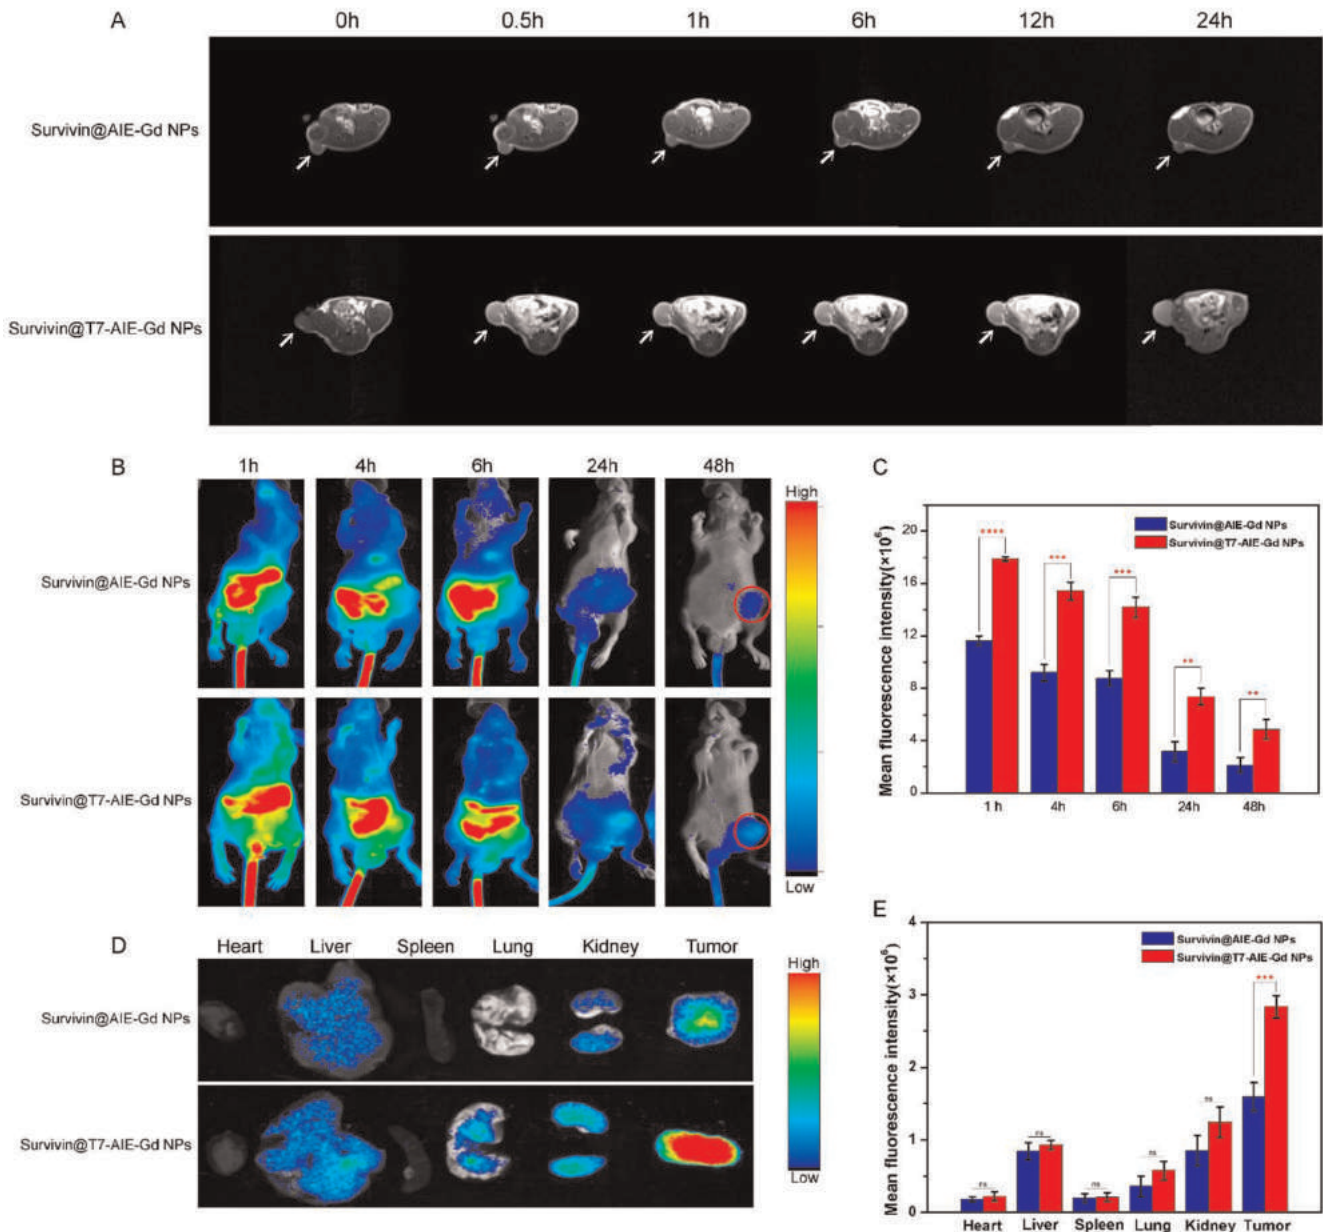 A
0h 0.5h 1h 6h 12h 24h
Survivin@AIE-Gd NPs
Survivin@T7-AIE-Gd NPs
B
1h 4h 6h 24h 48h
High
Survivin@AIE-Gd NPs
Survivin@T7-AIE-Gd NPs
Low
C
Mean fluorescence intensity(×10⁶)
20
16
12
8
4
0
Survivin@AIE-Gd NPs
Survivin@T7-AIE-Gd NPs
**** *** *** ** **
1 h 4h 6h 24h 48h
D
Heart Liver Spleen Lung Kidney Tumor
High
Survivin@AIE-Gd NPs
Survivin@T7-AIE-Gd NPs
Low
E
Mean fluorescence intensity(×10⁶)
4
3
2
1
0
Survivin@AIE-Gd NPs
Survivin@T7-AIE-Gd NPs
ns ns ns ns ns ***
Heart Liver Spleen Lung Kidney Tumor